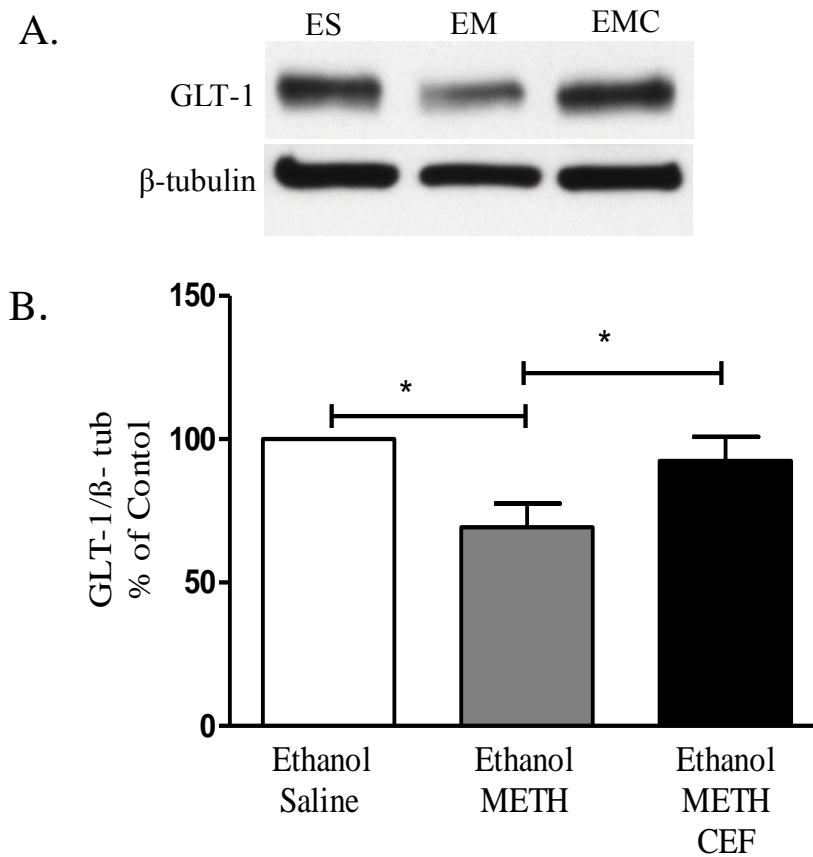 A.
ES EM EMC
GLT-1
β-tubulin
B.
150
100
50
0
GLT-1/ß- tub
% of Contol
*
*
Ethanol
Saline
Ethanol
METH
Ethanol
METH
CEF